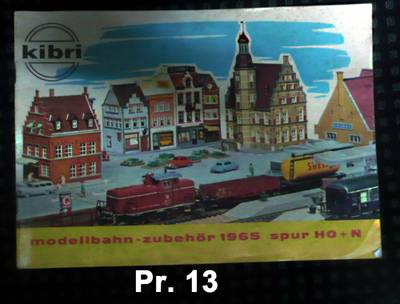 kibri
modellbahn-zubehör 1965 spur HO+N
Pr. 13